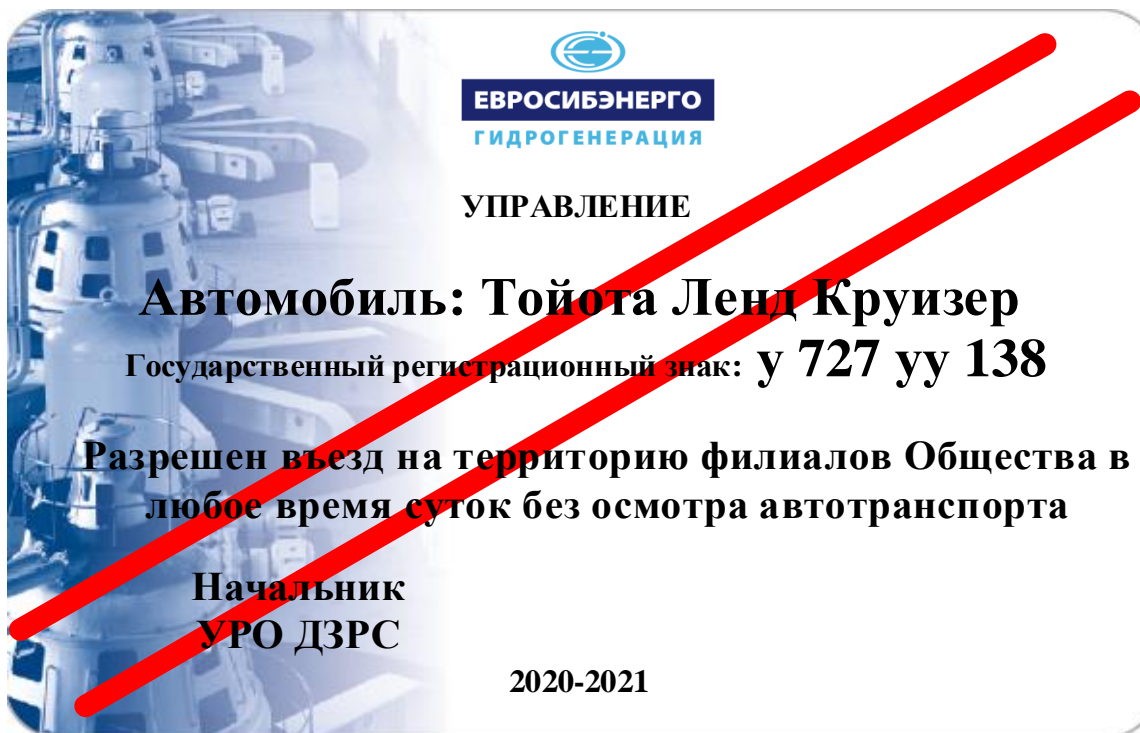 ЕВРОСИБЭНЕРГО
ГИДРОГЕНЕРАЦИЯ
УПРАВЛЕНИЕ
Автомобиль: Тойота Ленд Круизер
Государственный регистрационный знак: у 727 уу 138
Разрешен въезд на территорию филиалов Общества в
любое время суток без осмотра автотранспорта
Начальник
УРО ДЗРС
2020-2021